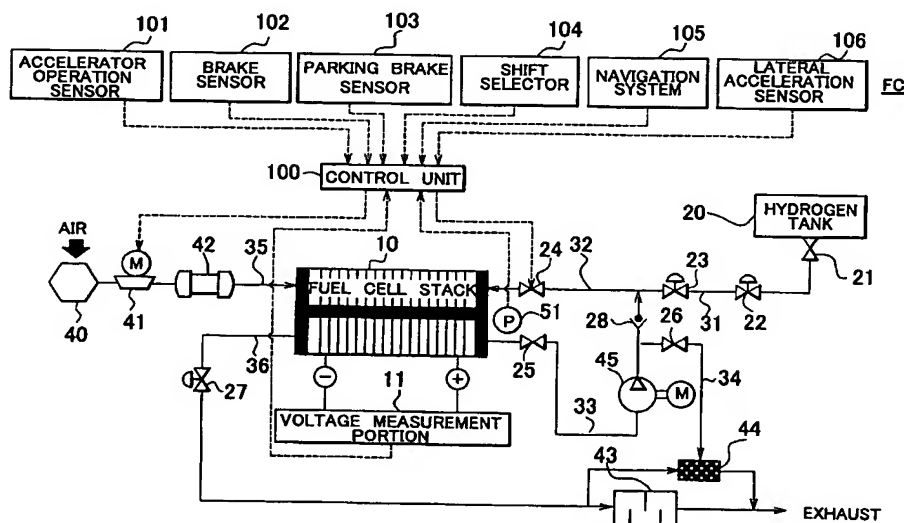 101
102
103
104
105
106
ACCELERATOR
OPERATION
SENSOR
BRAKE
SENSOR
PARKING BRAKE
SENSOR
SHIFT
SELECTOR
NAVIGATION
SYSTEM
LATERAL
ACCELERATION
SENSOR
FC
100
CONTROL UNIT
AIR
M
42
35
10
FUEL CELL STACK
24
32
23
20
HYDROGEN
TANK
21
40
41
P
51
28
26
31
22
36
25
27
45
M
34
11
33
VOLTAGE MEASUREMENT
PORTION
44
43
EXHAUST